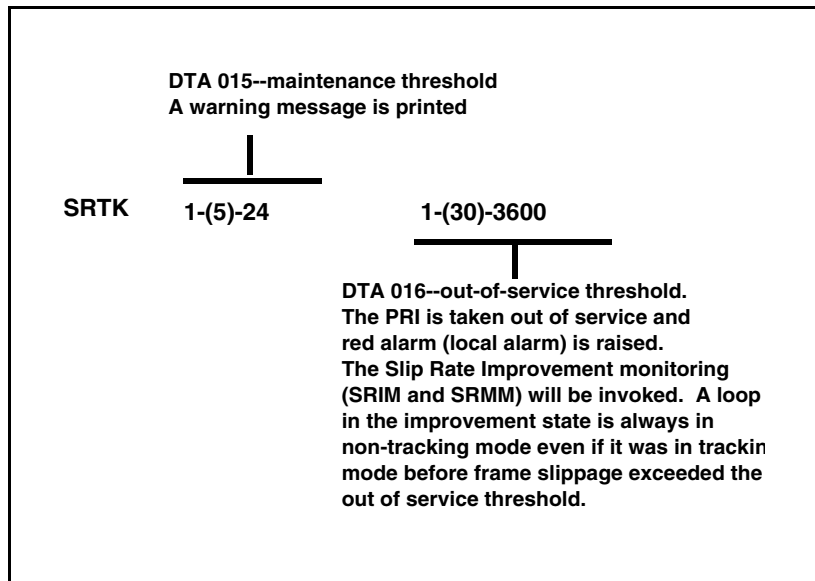 DTA 015--maintenance threshold
A warning message is printed
SRTK 1-(5)-24 1-(30)-3600
DTA 016--out-of-service threshold.
The PRI is taken out of service and
red alarm (local alarm) is raised.
The Slip Rate Improvement monitoring
(SRIM and SRMM) will be invoked.  A loop
in the improvement state is always in
non-tracking mode even if it was in trackin
mode before frame slippage exceeded the
out of service threshold.